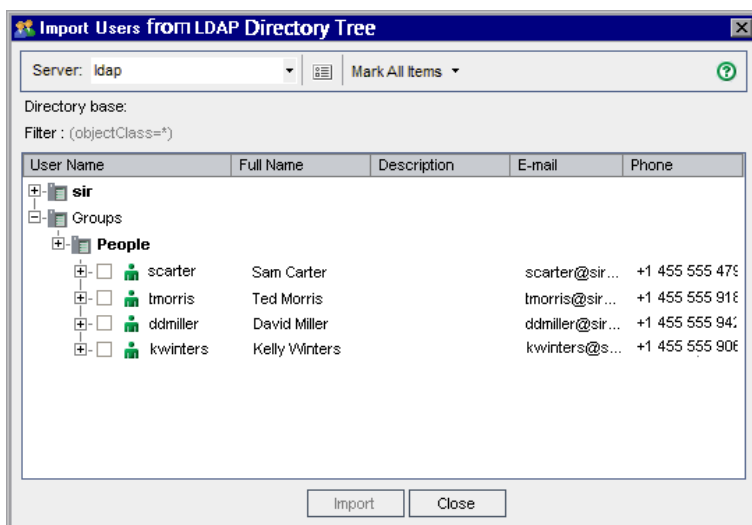 Import Users from LDAP Directory Tree
Server: ldap Mark All Items
Directory base:
Filter : (objectClass=*)
User Name Full Name Description E-mail Phone
sir
Groups
People
scarter Sam Carter scarter@sir... +1 455 555 479
tmorris Ted Morris tmorris@sir... +1 455 555 918
ddmiller David Miller ddmiller@sir... +1 455 555 942
kwinters Kelly Winters kwinters@s... +1 455 555 906
Import Close